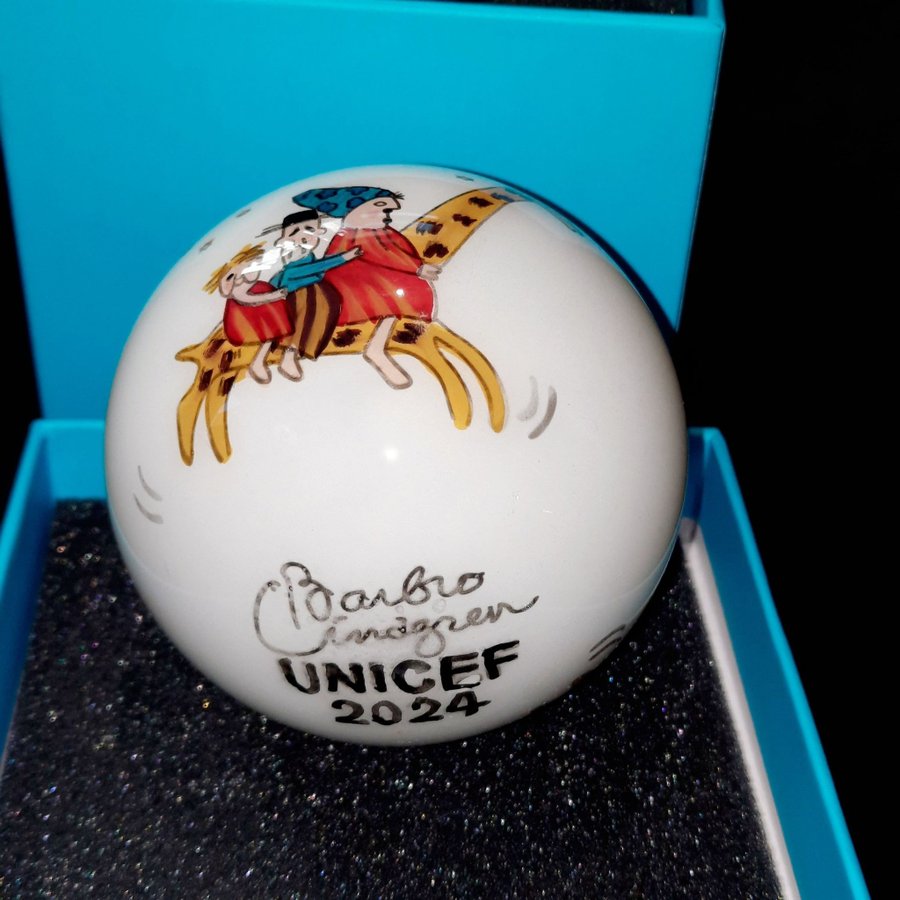 Barbro
Lindgren
UNICEF
2024